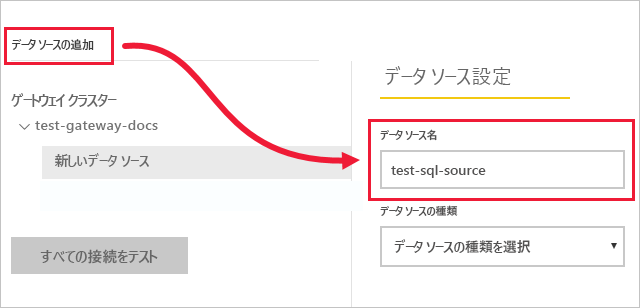 データ ソースの追加
ゲートウェイ クラスター
test-gateway-docs
新しいデータ ソース
すべての接続をテスト
データ ソース設定
データ ソース名
test-sql-source
データ ソースの種類
データ ソースの種類を選択